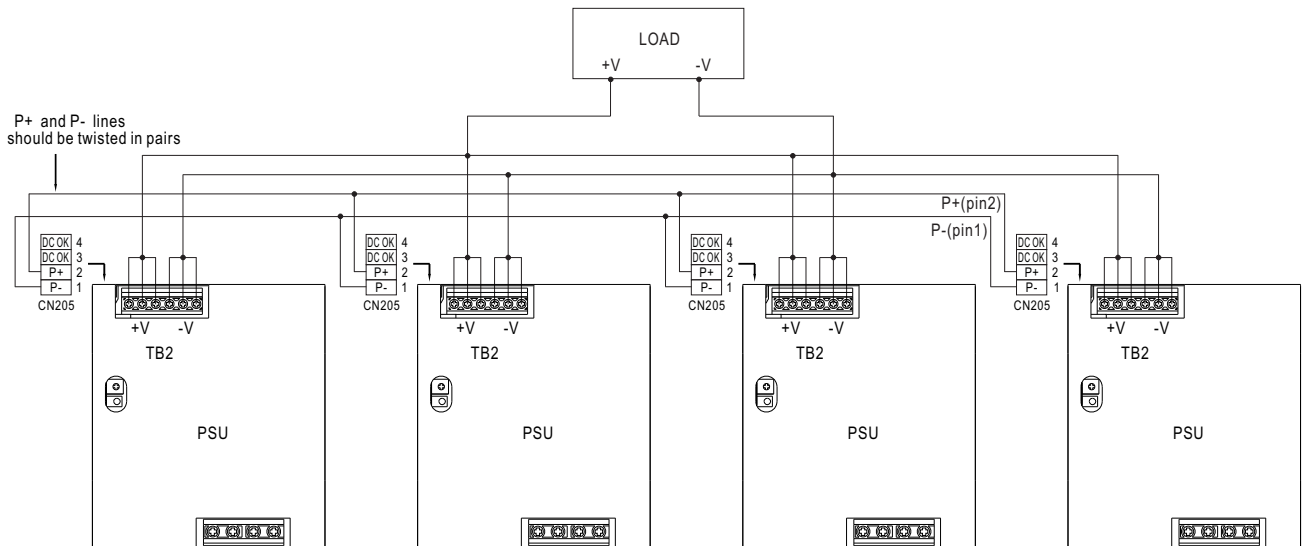 LOAD
+V -V
P+ and P- lines
should be twisted in pairs
P+(pin2)
P-(pin1)
DC OK 4
DC OK 3
P+ 2
P- 1
CN205
DC OK 4
DC OK 3
P+ 2
P- 1
CN205
DC OK 4
DC OK 3
P+ 2
P- 1
CN205
DC OK 4
DC OK 3
P+ 2
P- 1
CN205
+V -V
TB2
PSU
+V -V
TB2
PSU
+V -V
TB2
PSU
+V -V
TB2
PSU